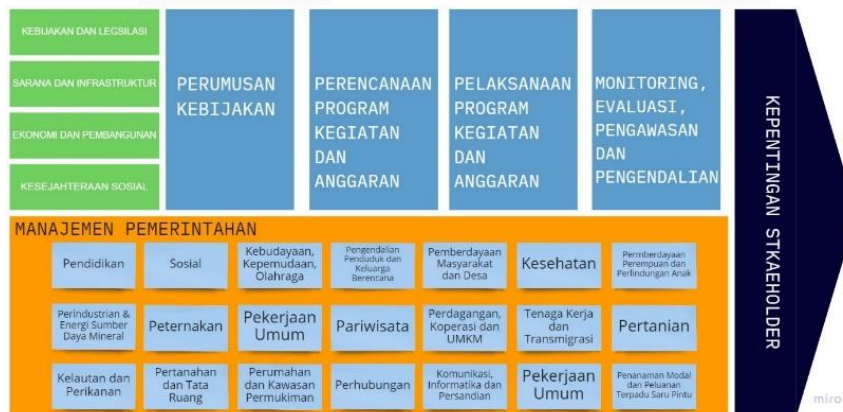 KEBIJAKAN DAN LEGSILASI
SARANA DAN INFRASTRUKTUR
EKONOMI DAN PEMBANGUNAN
KESEJAHTERAAN SOSIAL
PERUMUSAN
KEBIJAKAN
PERENCANAAN
PROGRAM
KEGIATAN
DAN
ANGGARAN
PELAKSANAAN
PROGRAM
KEGIATAN
DAN
ANGGARAN
MONITORING,
EVALUASI,
PENGAWASAN
DAN
PENGENDALIAN
KEPENTINGAN STKAEHOLDER
MANAJEMEN PEMERINTAHAN
Pendidikan
Sosial
Kebudayaan,
Kepemudaan,
Olahraga
Pengendalian
Penduduk dan
Keluarga
Berencana
Pemberdayaan
Masyarakat
dan Desa
Kesehatan
Permberdayaan
Perempuan dan
Perlindungan Anak
Perindustrian &
Energi Sumber
Daya Mineral
Peternakan
Pekerjaan
Umum
Pariwisata
Perdagangan,
Koperasi dan
UMKM
Tenaga Kerja
dan
Transmigrasi
Pertanian
Kelautan dan
Perikanan
Pertanahan
dan Tata
Ruang
Perumahan
dan Kawasan
Permukiman
Perhubungan
Komunikasi,
Informatika dan
Persandian
Pekerjaan
Umum
Penanaman Modal
dan Peluanan
Terpadu Saru Pintu
miro